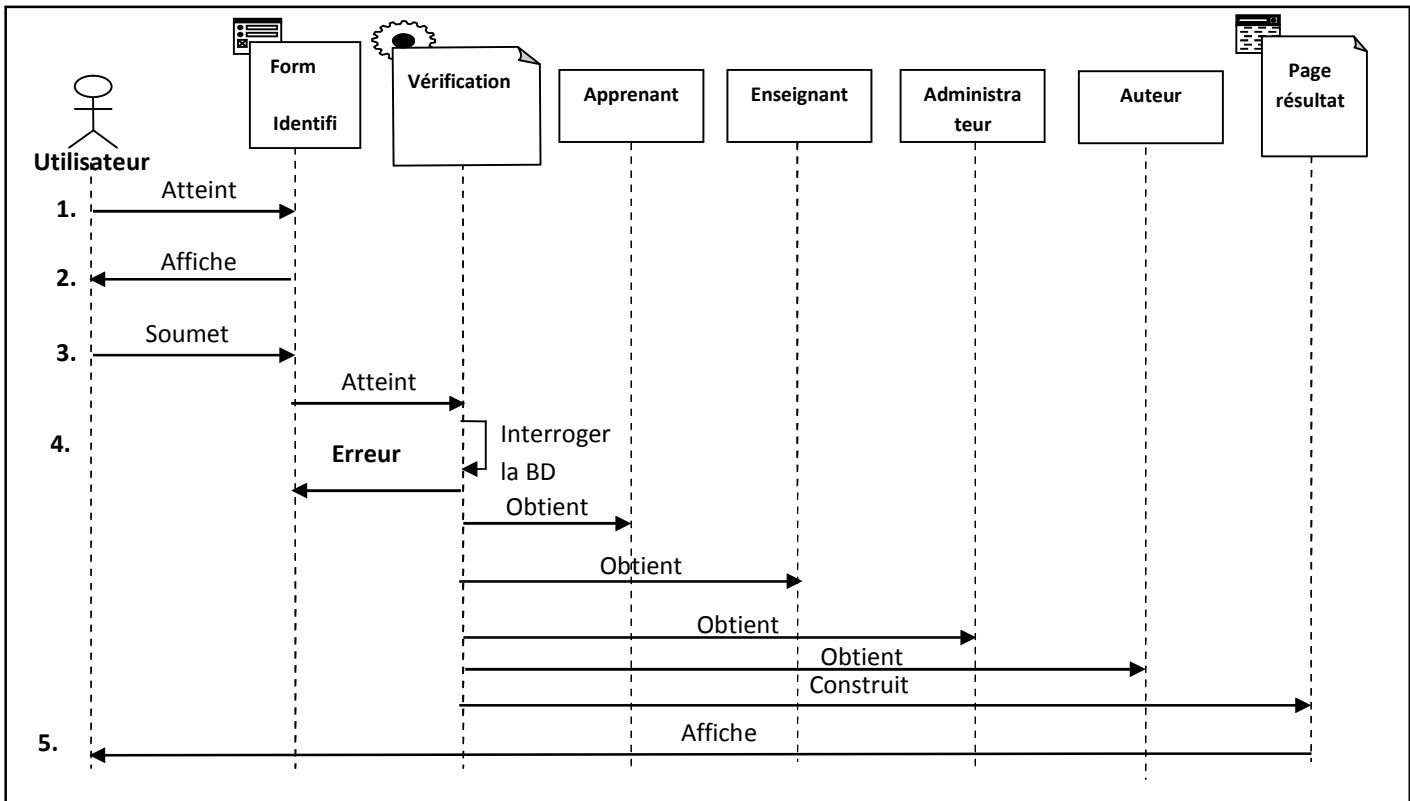 Form
Identifi
Vérification
Apprenant
Enseignant
Administra
teur
Auteur
Page
résultat
Utilisateur
Atteint
1.
Affiche
2.
Soumet
3.
Atteint
4.
Interroger
la BD
Erreur
Obtient
Obtient
Obtient
Obtient
Construit
Affiche
5.